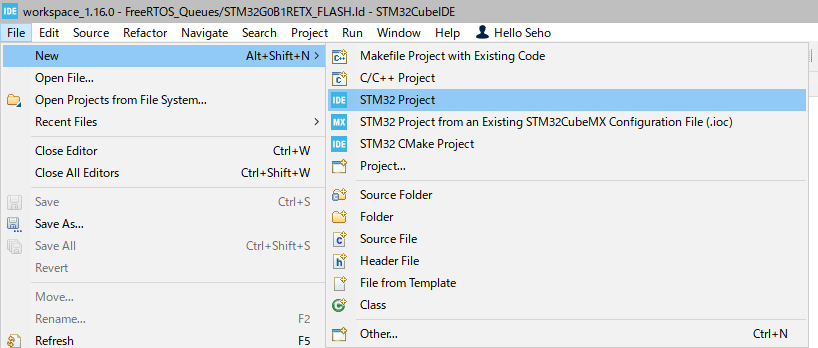 IDE workspace_1.16.0 - FreeRTOS_Queues/STM32G0B1RETX_FLASH.ld - STM32CubeIDE
File Edit Source Refactor Navigate Search Project Run Window Help Hello Seho
New Alt+Shift+N >
Open File...
Open Projects from File System...
Recent Files >
Close Editor Ctrl+W
Close All Editors Ctrl+Shift+W
Save Ctrl+S
Save As...
Save All Ctrl+Shift+S
Revert
Move...
Rename... F2
Refresh F5
Makefile Project with Existing Code
C/C++ Project
IDE STM32 Project
MX STM32 Project from an Existing STM32CubeMX Configuration File (.ioc)
IDE STM32 CMake Project
Project...
Source Folder
Folder
Source File
Header File
File from Template
Class
Other... Ctrl+N